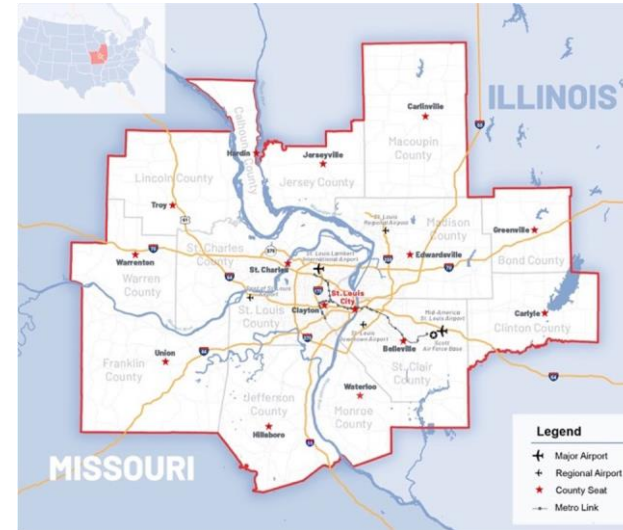 ILLINOIS
Carlinville
Macoupin
County
Calhoun County
Hardin
Jerseyville
Jersey County
Lincoln County
Troy
St. Louis
Regional Airport
Madison
County
Greenville
Bond County
Edwardsville
St. Charles
County
Warrenton
Warren
County
St. Charles
St. Louis Lambert
International Airport
St. Louis
City
Clayton
St. Louis
County
Mid-America
St. Louis Airport
Scott
Air Force Base
St. Louis
Downtown Airport
Belleville
St. Clair
County
Carlyle
Clinton County
Union
Franklin
County
Waterloo
Monroe
County
Jefferson
County
Hillsboro
MISSOURI
Legend
Major Airport
Regional Airport
County Seat
Metro Link